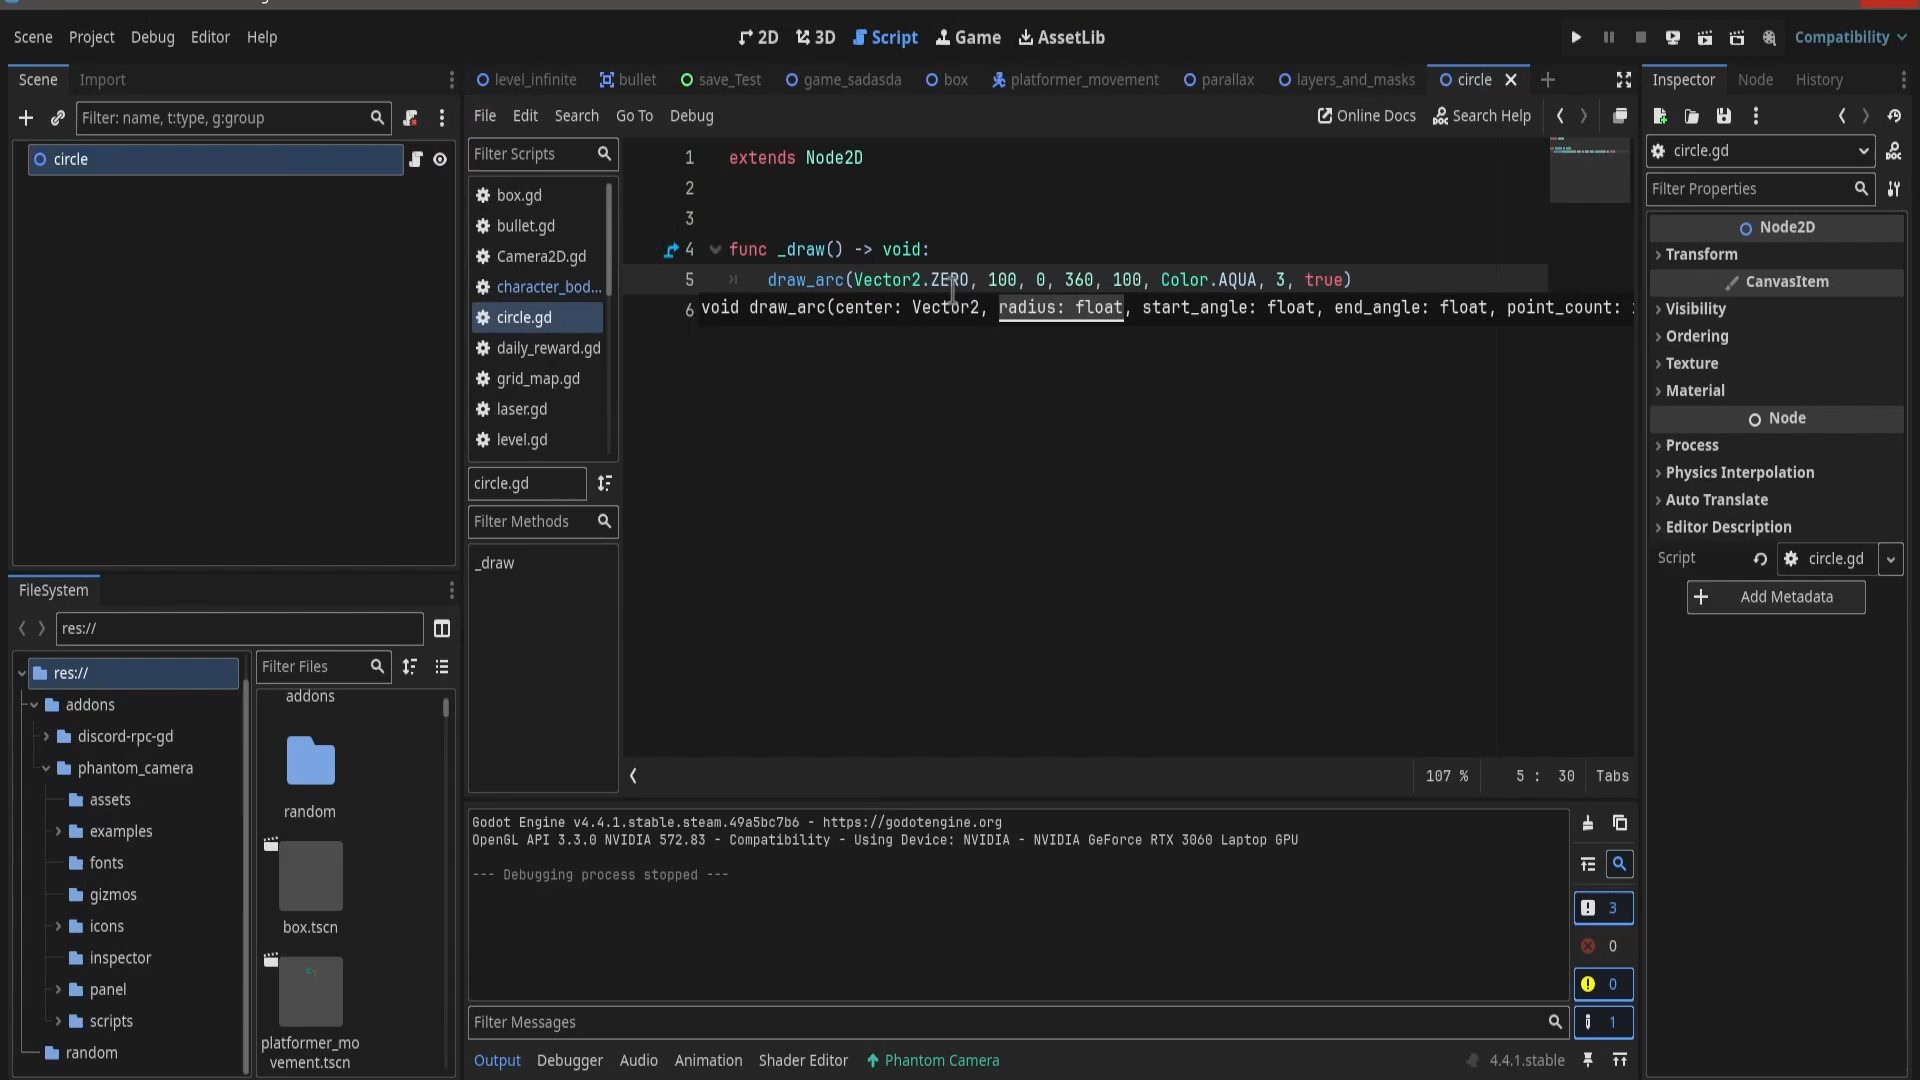 Scene Project Debug Editor Help
2D 3D Script Game AssetLib
Compatibility
Scene Import
Filter: name, t:type, g:group
circle
FileSystem
res://
res://
addons
discord-rpc-gd
phantom_camera
assets
examples
fonts
gizmos
icons
inspector
panel
scripts
random
Filter Files
addons
random
box.tscn
platformer_mo
vement.tscn
level_infinite bullet save_Test game_sadasda box platformer_movement parallax layers_and_masks circle
File Edit Search Go To Debug
Online Docs Search Help
Filter Scripts
box.gd
bullet.gd
Camera2D.gd
character_bod...
circle.gd
daily_reward.gd
grid_map.gd
laser.gd
level.gd
circle.gd
Filter Methods
_draw
1 extends Node2D
2
3
4 func _draw() -> void:
5 draw_arc(Vector2.ZERO, 100, 0, 360, 100, Color.AQUA, 3, true)
6 void draw_arc(center: Vector2, radius: float, start_angle: float, end_angle: float, point_count:
107 % 5 : 30 Tabs
Godot Engine v4.4.1.stable.steam.49a5bc7b6 - https://godotengine.org
OpenGL API 3.3.0 NVIDIA 572.83 - Compatibility - Using Device: NVIDIA - NVIDIA GeForce RTX 3060 Laptop GPU
--- Debugging process stopped ---
3
0
0
1
Filter Messages
Output Debugger Audio Animation Shader Editor Phantom Camera
4.4.1.stable
Inspector Node History
circle.gd
Filter Properties
Node2D
Transform
CanvasItem
Visibility
Ordering
Texture
Material
Node
Process
Physics Interpolation
Auto Translate
Editor Description
Script circle.gd
Add Metadata